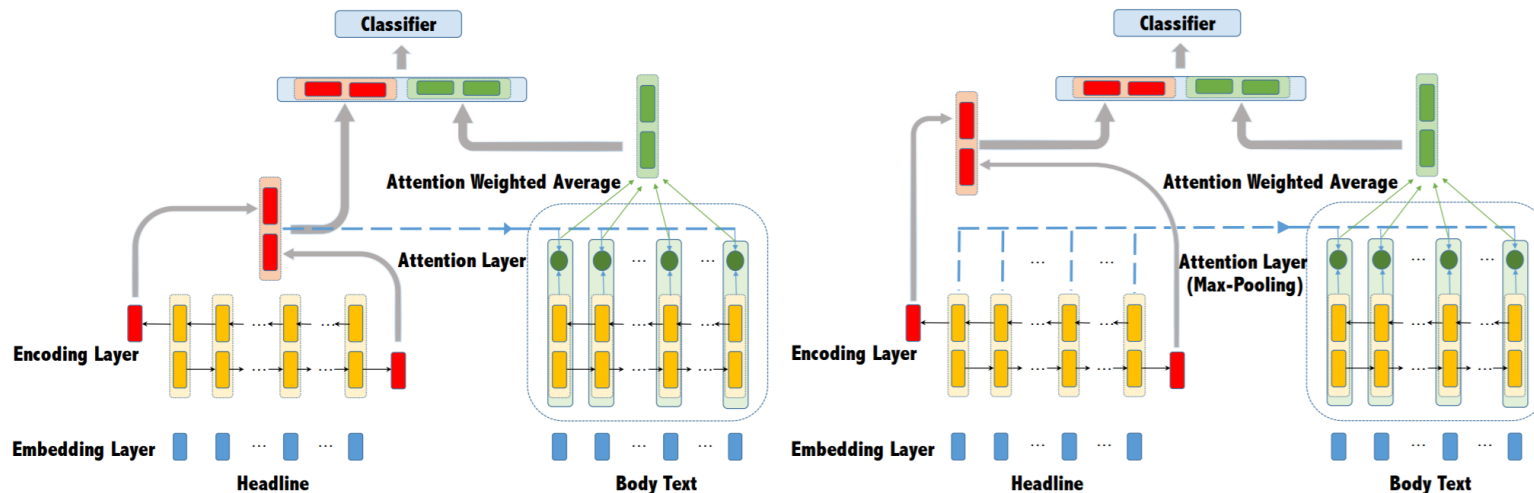 Classifier
Attention Weighted Average
Attention Layer
...
...
Encoding Layer
...
...
...
...
...
...
...
...
Embedding Layer
...
...
...
...
Headline
Body Text
Classifier
Attention Weighted Average
...
...
Attention Layer
(Max-Pooling)
...
...
Encoding Layer
...
...
...
...
...
...
...
...
Embedding Layer
...
...
...
...
Headline
Body Text